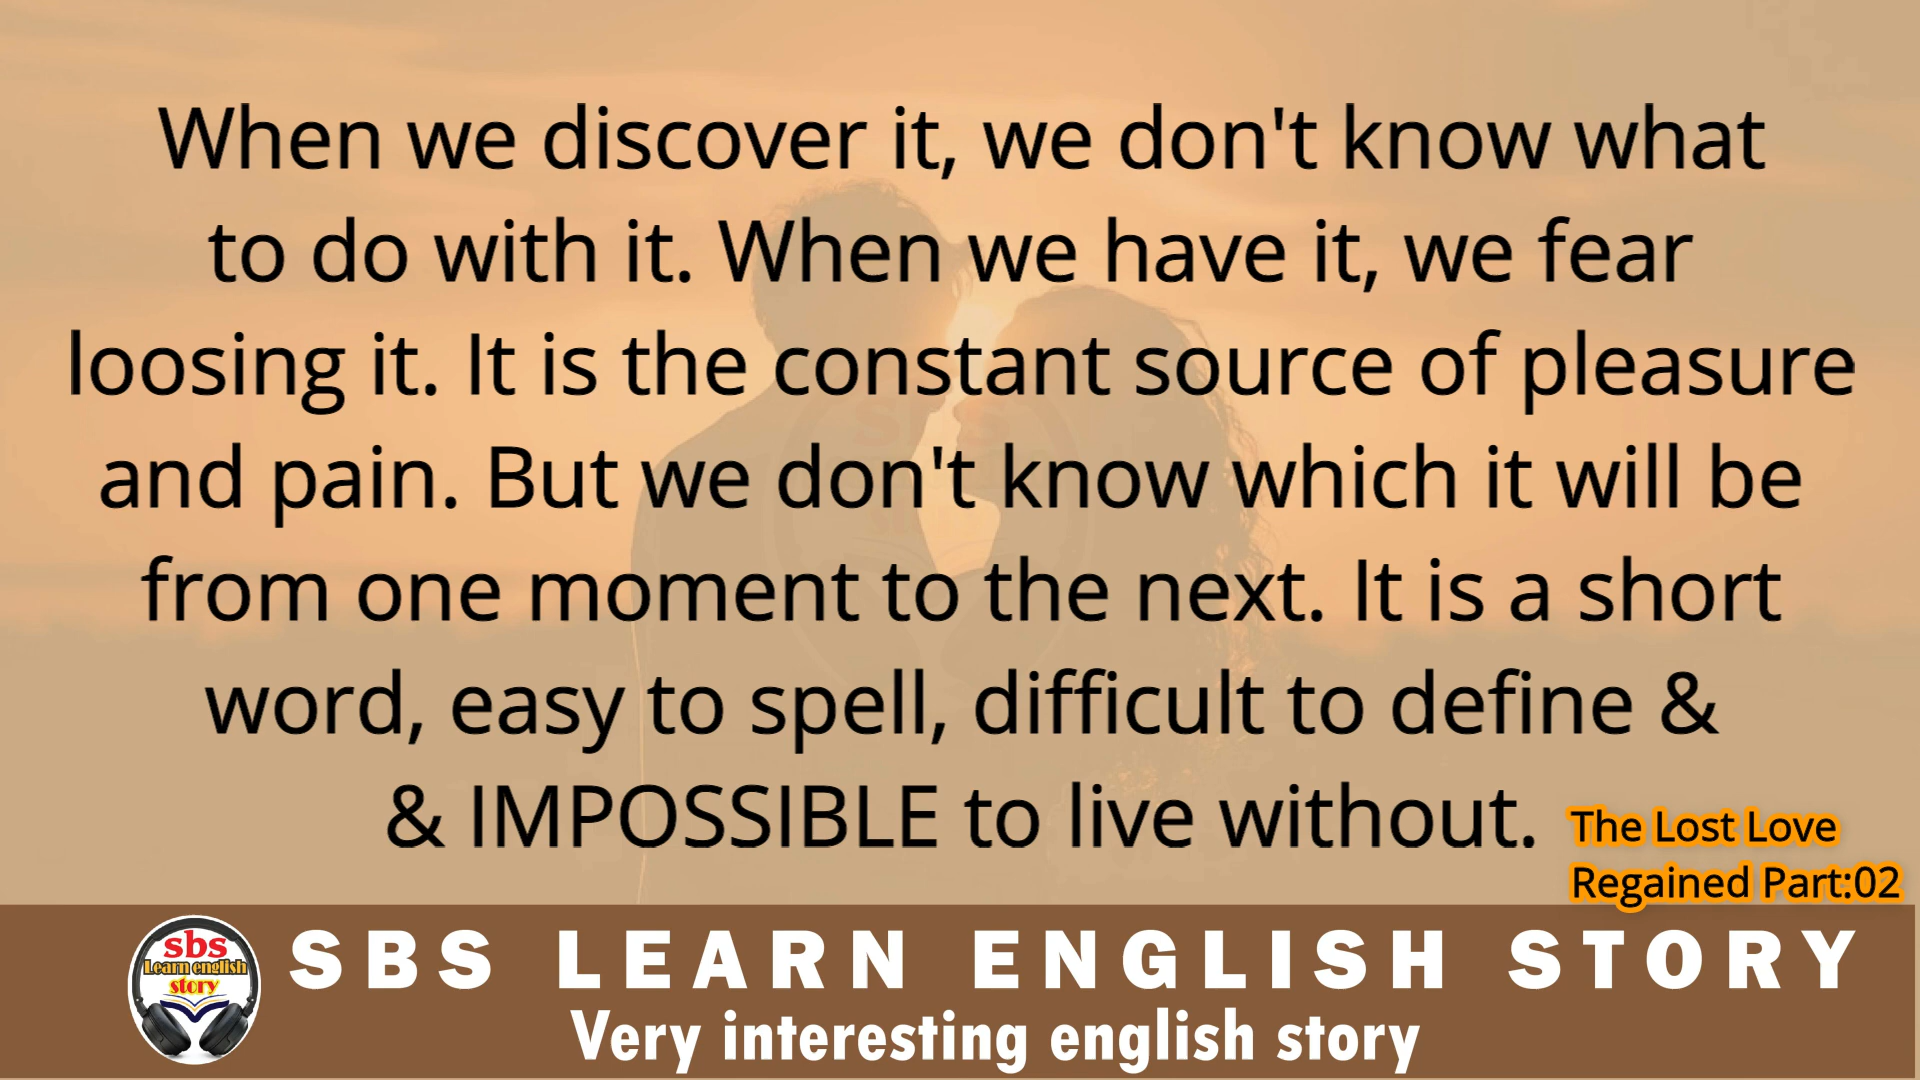 When we discover it, we don't know what
to do with it. When we have it, we fear
loosing it. It is the constant source of pleasure
and pain. But we don't know which it will be
from one moment to the next. It is a short
word, easy to spell, difficult to define &
& IMPOSSIBLE to live without.
The Lost Love
Regained Part:02
sbs
Learn english
story
SBS LEARN ENGLISH STORY
Very interesting english story